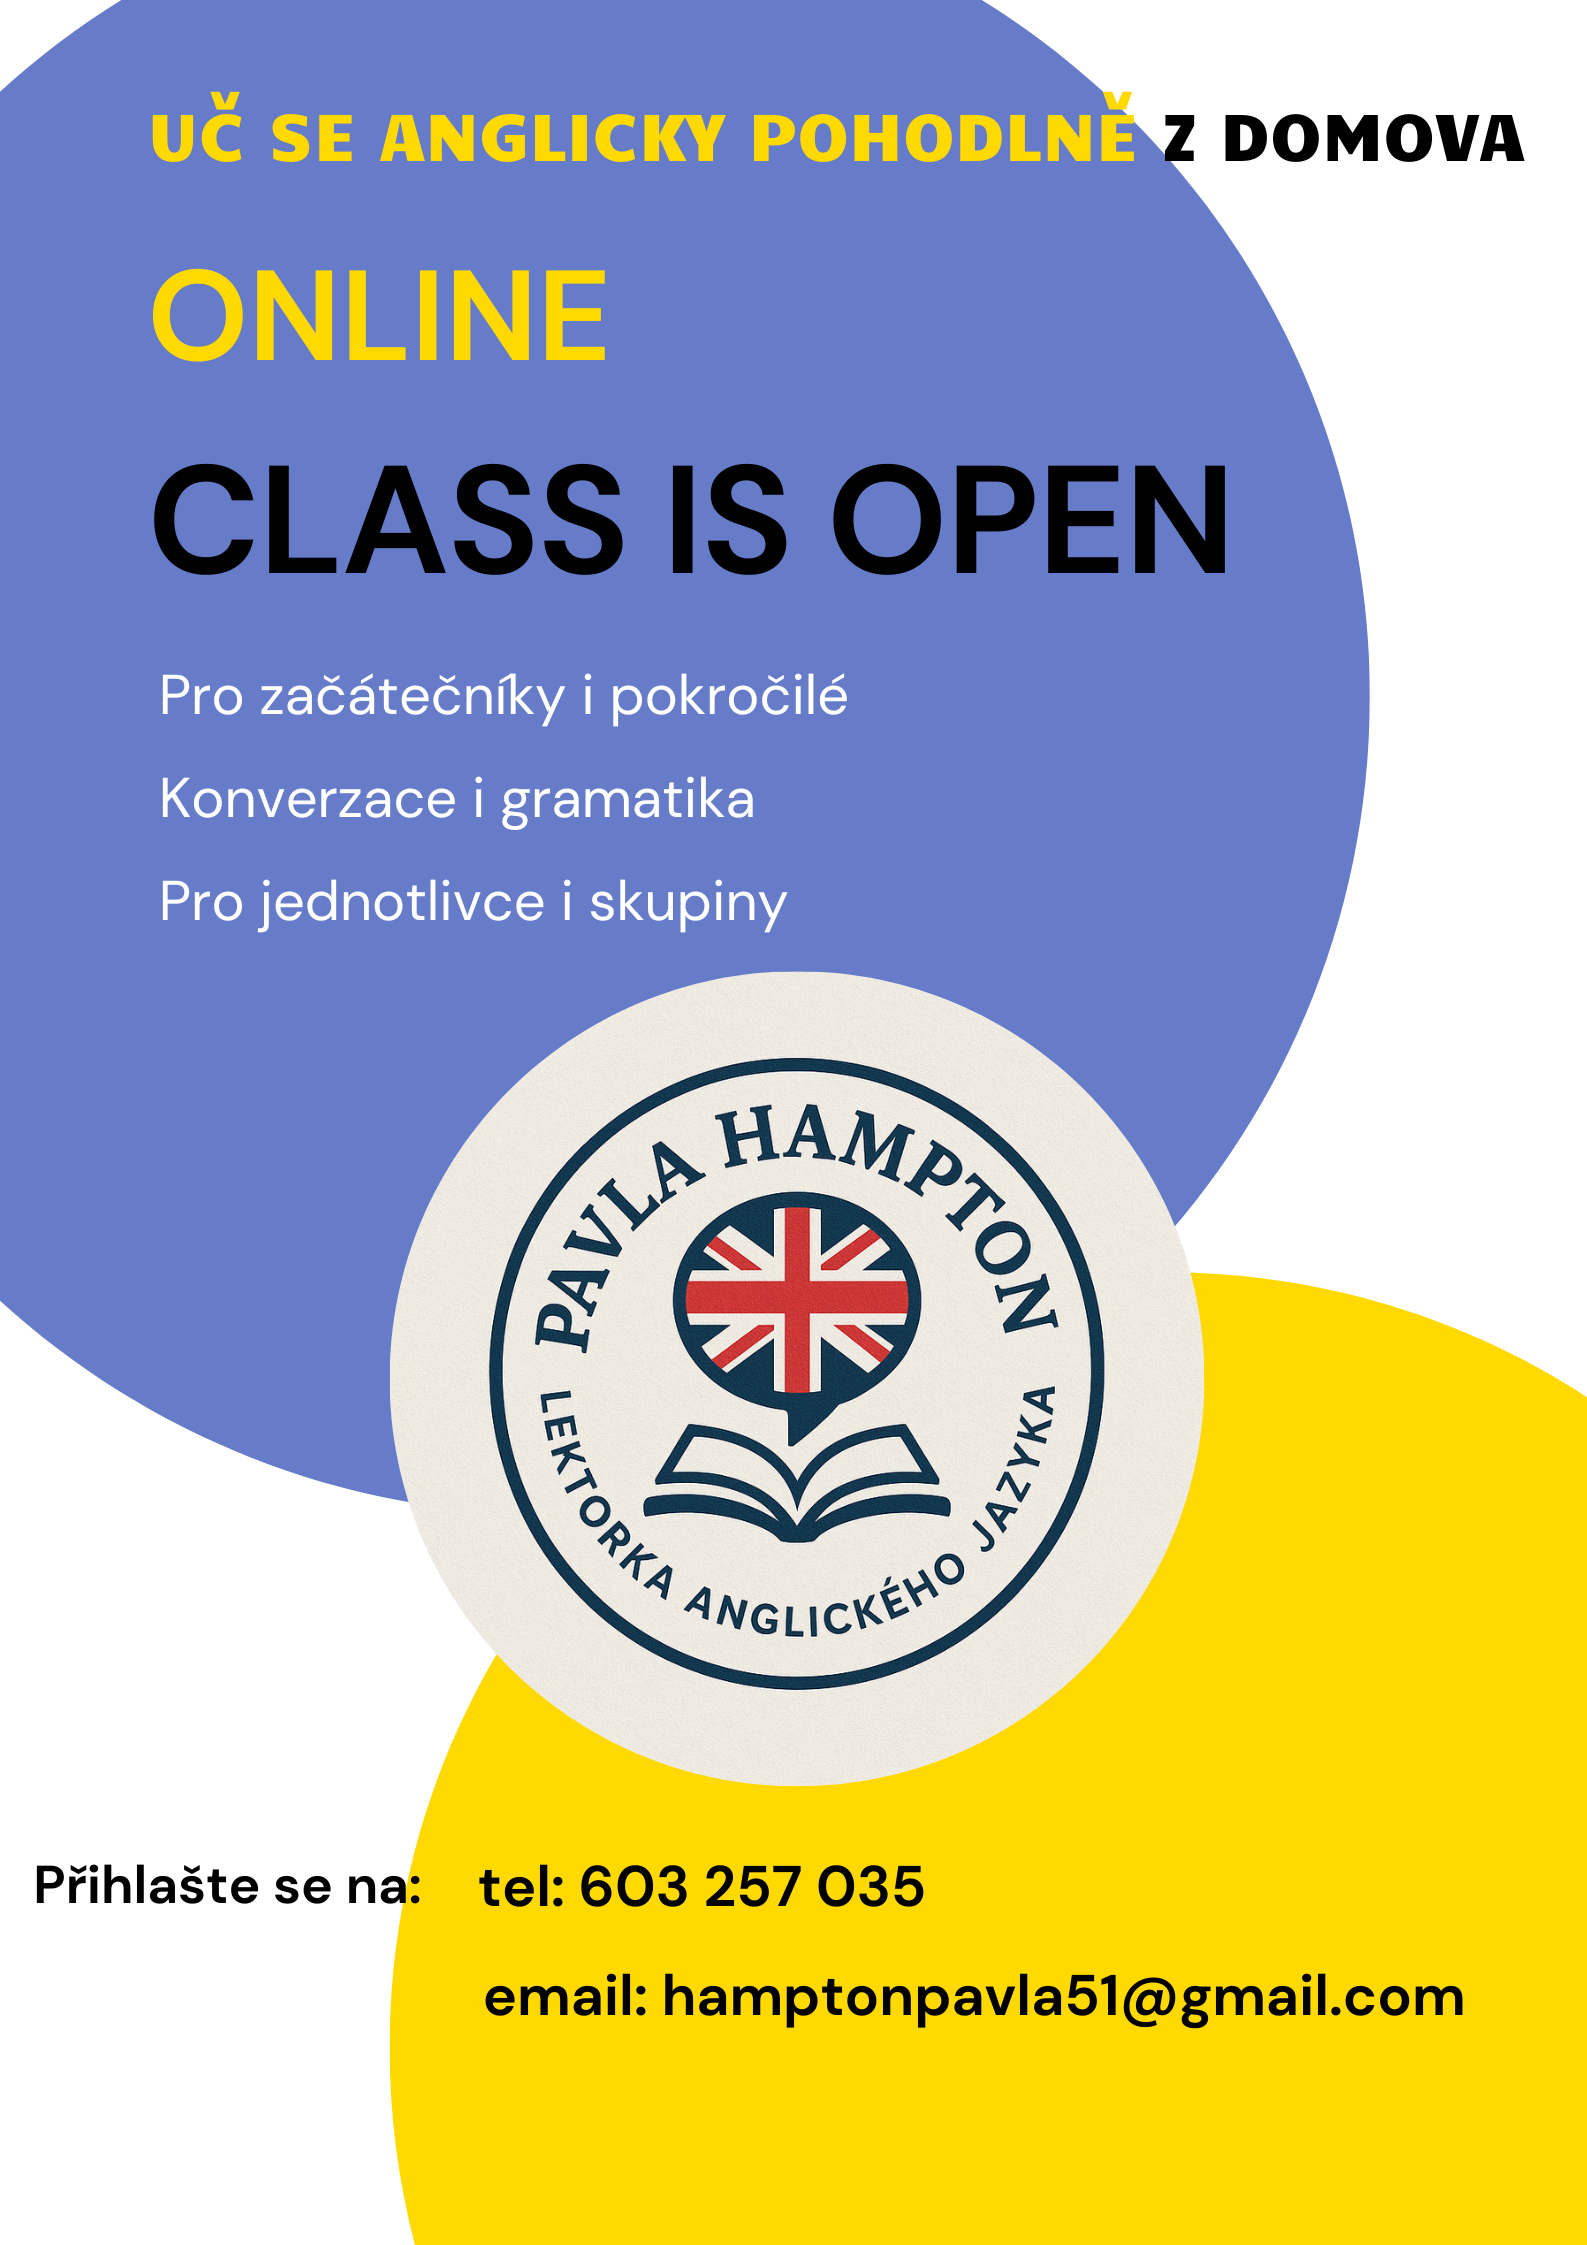 UČ SE ANGLICKY POHODLNĚ Z DOMOVA
ONLINE
CLASS IS OPEN
Pro začátečníky i pokročilé
Konverzace i gramatika
Pro jednotlivce i skupiny
PAVLA HAMPTON
LEKTORKA ANGLICKÉHO JAZYKA
Přihlašte se na: tel: 603 257 035
email: hamptonpavla51@gmail.com